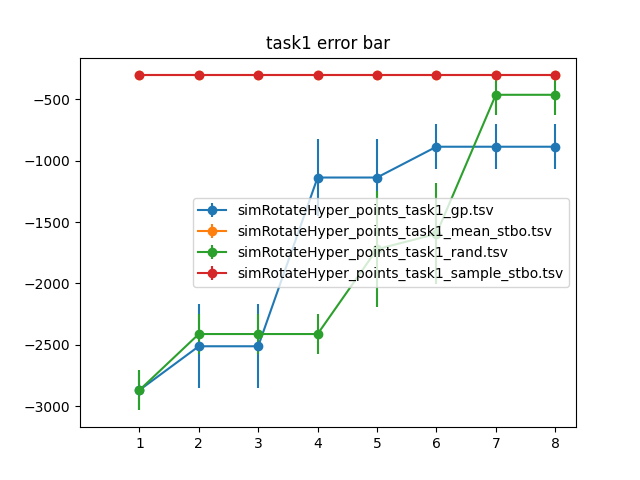 task1 error bar
−500
−1000
−1500
−2000
−2500
−3000
simRotateHyper_points_task1_gp.tsv
simRotateHyper_points_task1_mean_stbo.tsv
simRotateHyper_points_task1_rand.tsv
simRotateHyper_points_task1_sample_stbo.tsv
1 2 3 4 5 6 7 8